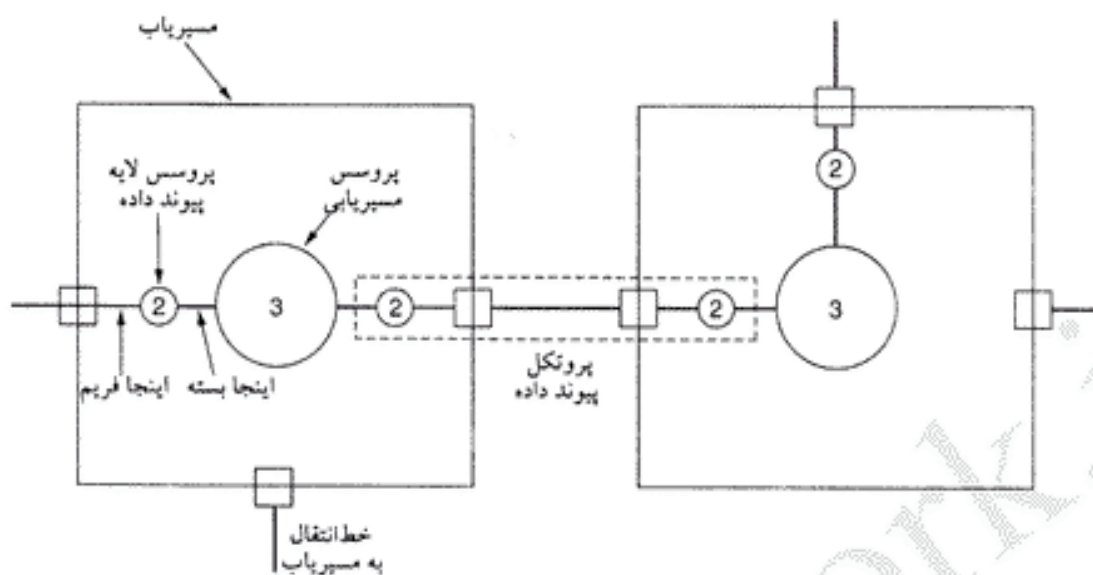 مسیریاب
پروسس لایه
پیوند داده
پروسس
مسیریابی
2
2
3
2
2
3
اینجا فریم
اینجا بسته
پروتکل
پیوند داده
خط‌انتقال
به مسیریاب